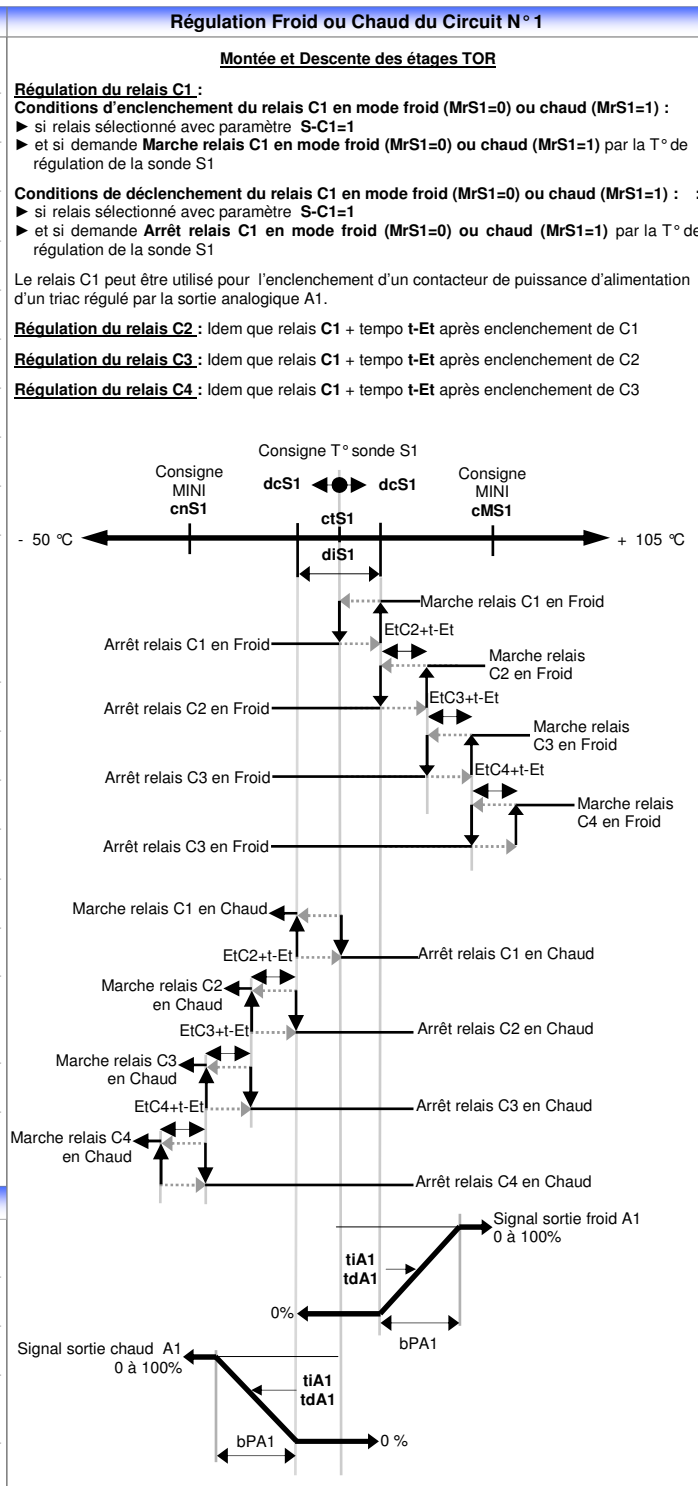 Régulation Froid ou Chaud du Circuit N°1
Montée et Descente des étages TOR
Régulation du relais C1 :
Conditions d'enclenchement du relais C1 en mode froid (MrS1=0) ou chaud (MrS1=1) :
► si relais sélectionné avec paramètre S-C1=1
► et si demande Marche relais C1 en mode froid (MrS1=0) ou chaud (MrS1=1) par la T° de
régulation de la sonde S1
Conditions de déclenchement du relais C1 en mode froid (MrS1=0) ou chaud (MrS1=1) : :
► si relais sélectionné avec paramètre S-C1=1
► et si demande Arrêt relais C1 en mode froid (MrS1=0) ou chaud (MrS1=1) par la T° de
régulation de la sonde S1
Le relais C1 peut être utilisé pour l'enclenchement d'un contacteur de puissance d'alimentation
d'un triac régulé par la sortie analogique A1.
Régulation du relais C2 : Idem que relais C1 + tempo t-Et après enclenchement de C1
Régulation du relais C3 : Idem que relais C1 + tempo t-Et après enclenchement de C2
Régulation du relais C4 : Idem que relais C1 + tempo t-Et après enclenchement de C3
Consigne T° sonde S1
Consigne
MINI
cnS1
dcS1
dcS1
Consigne
MINI
cMS1
ctS1
- 50 °C
+ 105 °C
diS1
Marche relais C1 en Froid
EtC2+t-Et
Arrêt relais C1 en Froid
Marche relais
C2 en Froid
EtC3+t-Et
Arrêt relais C2 en Froid
Marche relais
C3 en Froid
EtC4+t-Et
Arrêt relais C3 en Froid
Marche relais
C4 en Froid
Arrêt relais C3 en Froid
Marche relais C1 en Chaud
EtC2+t-Et
Arrêt relais C1 en Chaud
Marche relais C2
en Chaud
EtC3+t-Et
Arrêt relais C2 en Chaud
Marche relais C3
en Chaud
EtC4+t-Et
Arrêt relais C3 en Chaud
Marche relais C4
en Chaud
Arrêt relais C4 en Chaud
Signal sortie froid A1
0 à 100%
tiA1
tdA1
0%
bPA1
Signal sortie chaud A1
0 à 100%
tiA1
tdA1
bPA1
0 %